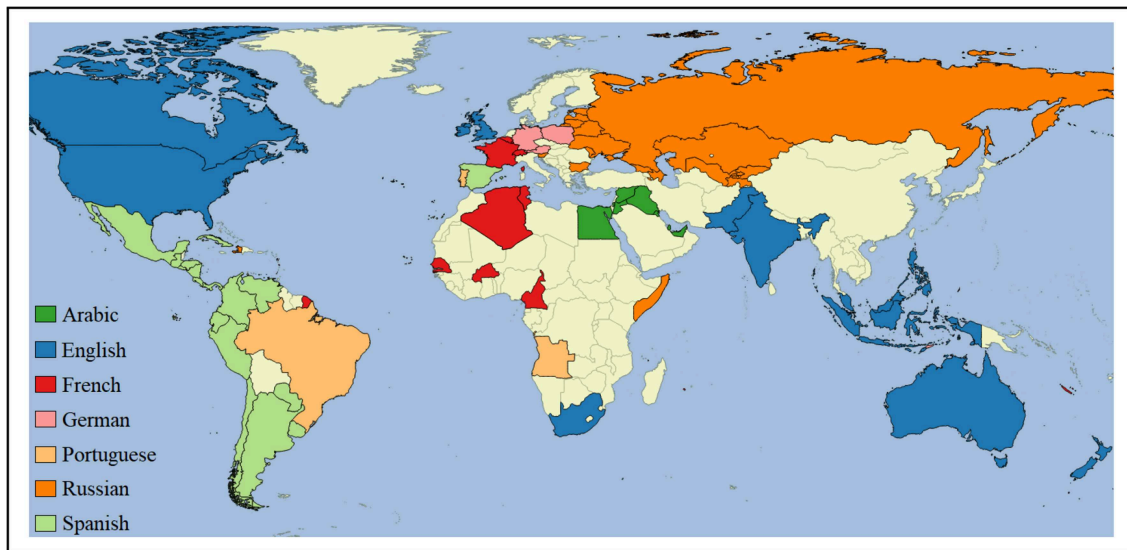 Arabic
English
French
German
Portuguese
Russian
Spanish